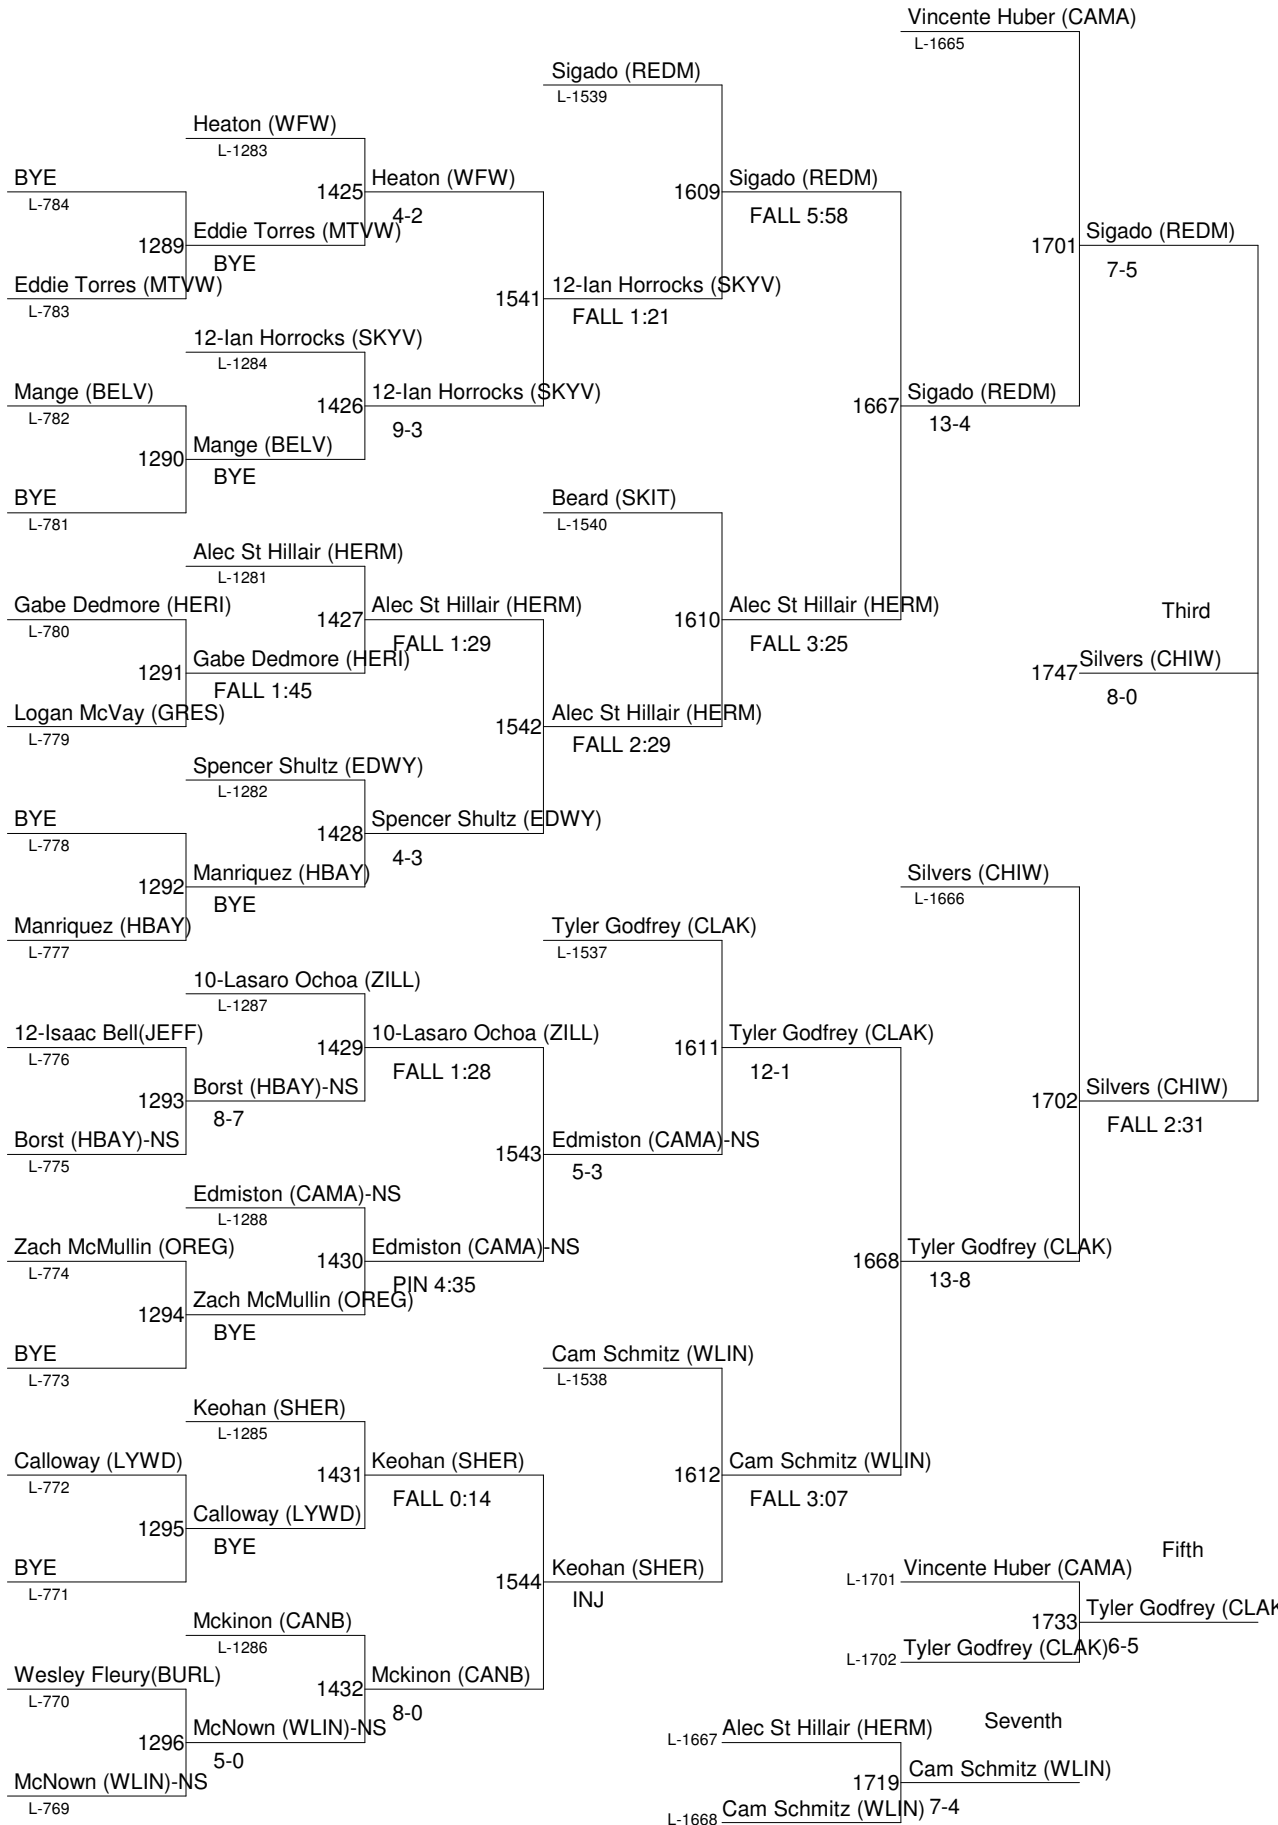 Vincente Huber (CAMA)
L-1665
Sigado (REDM)
L-1539
Heaton (WFW)
L-1283
BYE
L-784
1425 Heaton (WFW)
4-2
1609 Sigado (REDM)
FALL 5:58
1289 Eddie Torres (MTVW)
BYE
1701 Sigado (REDM)
7-5
Eddie Torres (MTVW)
L-783
1541 12-Ian Horrocks (SKYV)
FALL 1:21
12-Ian Horrocks (SKYV)
L-1284
Mange (BELV)
L-782
1426 12-Ian Horrocks (SKYV)
9-3
1667 Sigado (REDM)
13-4
1290 Mange (BELV)
BYE
BYE
L-781
Beard (SKIT)
L-1540
Alec St Hillair (HERM)
L-1281
Gabe Dedmore (HERI)
L-780
1427 Alec St Hillair (HERM)
FALL 1:29
1610 Alec St Hillair (HERM)
FALL 3:25
Third
1291 Gabe Dedmore (HERI)
FALL 1:45
1747 Silvers (CHIW)
8-0
Logan McVay (GRES)
L-779
1542 Alec St Hillair (HERM)
FALL 2:29
Spencer Shultz (EDWY)
L-1282
BYE
L-778
1428 Spencer Shultz (EDWY)
4-3
1292 Manriquez (HBAY)
BYE
Silvers (CHIW)
L-1666
Manriquez (HBAY)
L-777
Tyler Godfrey (CLAK)
L-1537
10-Lasaro Ochoa (ZILL)
L-1287
12-Isaac Bell(JEFF)
L-776
1429 10-Lasaro Ochoa (ZILL)
FALL 1:28
1611 Tyler Godfrey (CLAK)
12-1
1293 Borst (HBAY)-NS
8-7
1702 Silvers (CHIW)
FALL 2:31
Borst (HBAY)-NS
L-775
1543 Edmiston (CAMA)-NS
5-3
Edmiston (CAMA)-NS
L-1288
Zach McMullin (OREG)
L-774
1430 Edmiston (CAMA)-NS
PIN 4:35
1668 Tyler Godfrey (CLAK)
13-8
1294 Zach McMullin (OREG)
BYE
BYE
L-773
Cam Schmitz (WLIN)
L-1538
Keohan (SHER)
L-1285
Calloway (LYWD)
L-772
1431 Keohan (SHER)
FALL 0:14
1612 Cam Schmitz (WLIN)
FALL 3:07
1295 Calloway (LYWD)
BYE
Fifth
BYE
L-771
1544 Keohan (SHER)
INJ
L-1701 Vincente Huber (CAMA)
Mckinon (CANB)
L-1286
1733 Tyler Godfrey (CLAK
6-5
L-1702 Tyler Godfrey (CLAK)
Wesley Fleury(BURL)
L-770
1432 Mckinon (CANB)
8-0
1296 McNown (WLIN)-NS
5-0
L-1667 Alec St Hillair (HERM)
Seventh
McNown (WLIN)-NS
L-769
1719 Cam Schmitz (WLIN)
7-4
L-1668 Cam Schmitz (WLIN)